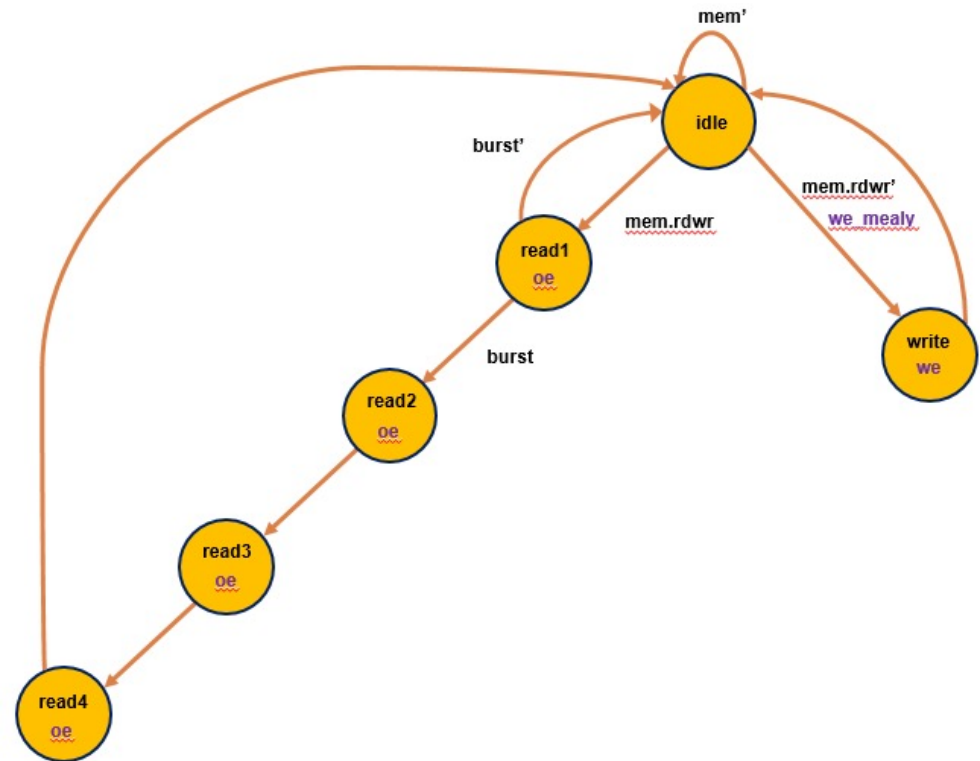 mem’
idle
burst’
mem.rdwr’
we_mealy
mem.rdwr
read1
oe
write
we
burst
read2
oe
read3
oe
read4
oe